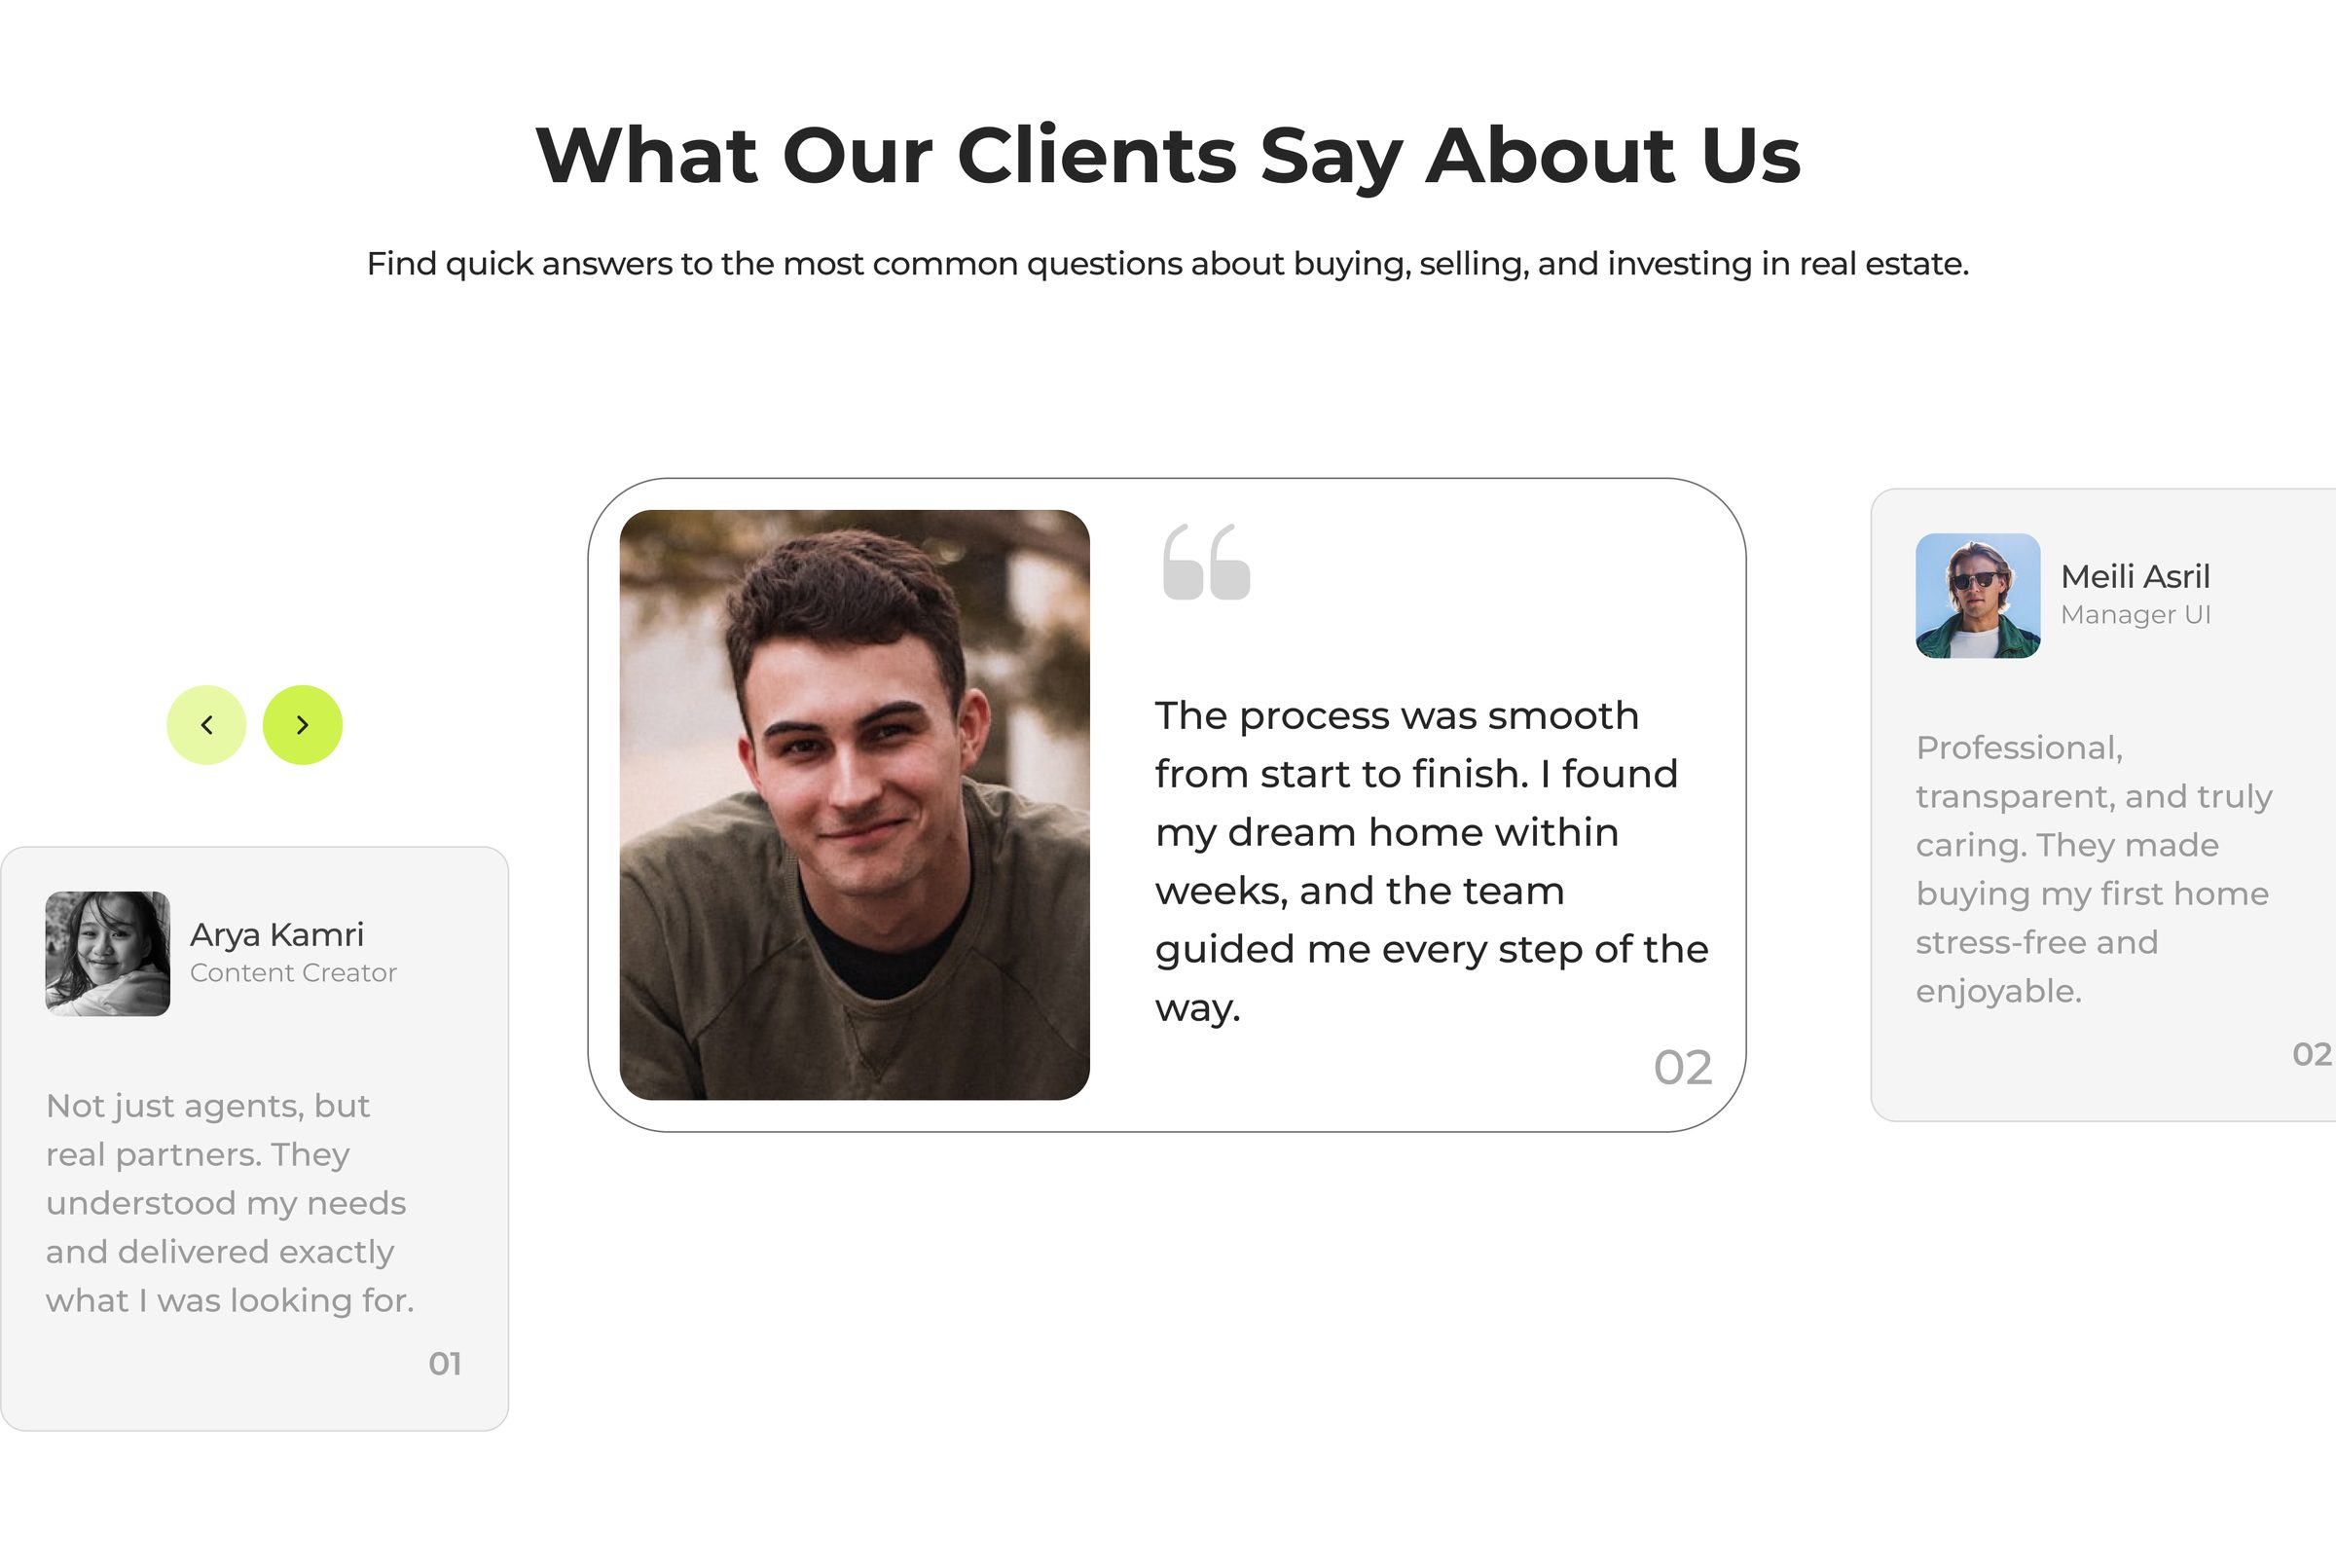 What Our Clients Say About Us
Find quick answers to the most common questions about buying, selling, and investing in real estate.
Arya Kamri
Content Creator
Not just agents, but
real partners. They
understood my needs
and delivered exactly
what I was looking for.
01
The process was smooth
from start to finish. I found
my dream home within
weeks, and the team
guided me every step of the
way.
02
Meili Asril
Manager UI
Professional,
transparent, and truly
caring. They made
buying my first home
stress-free and
enjoyable.
02